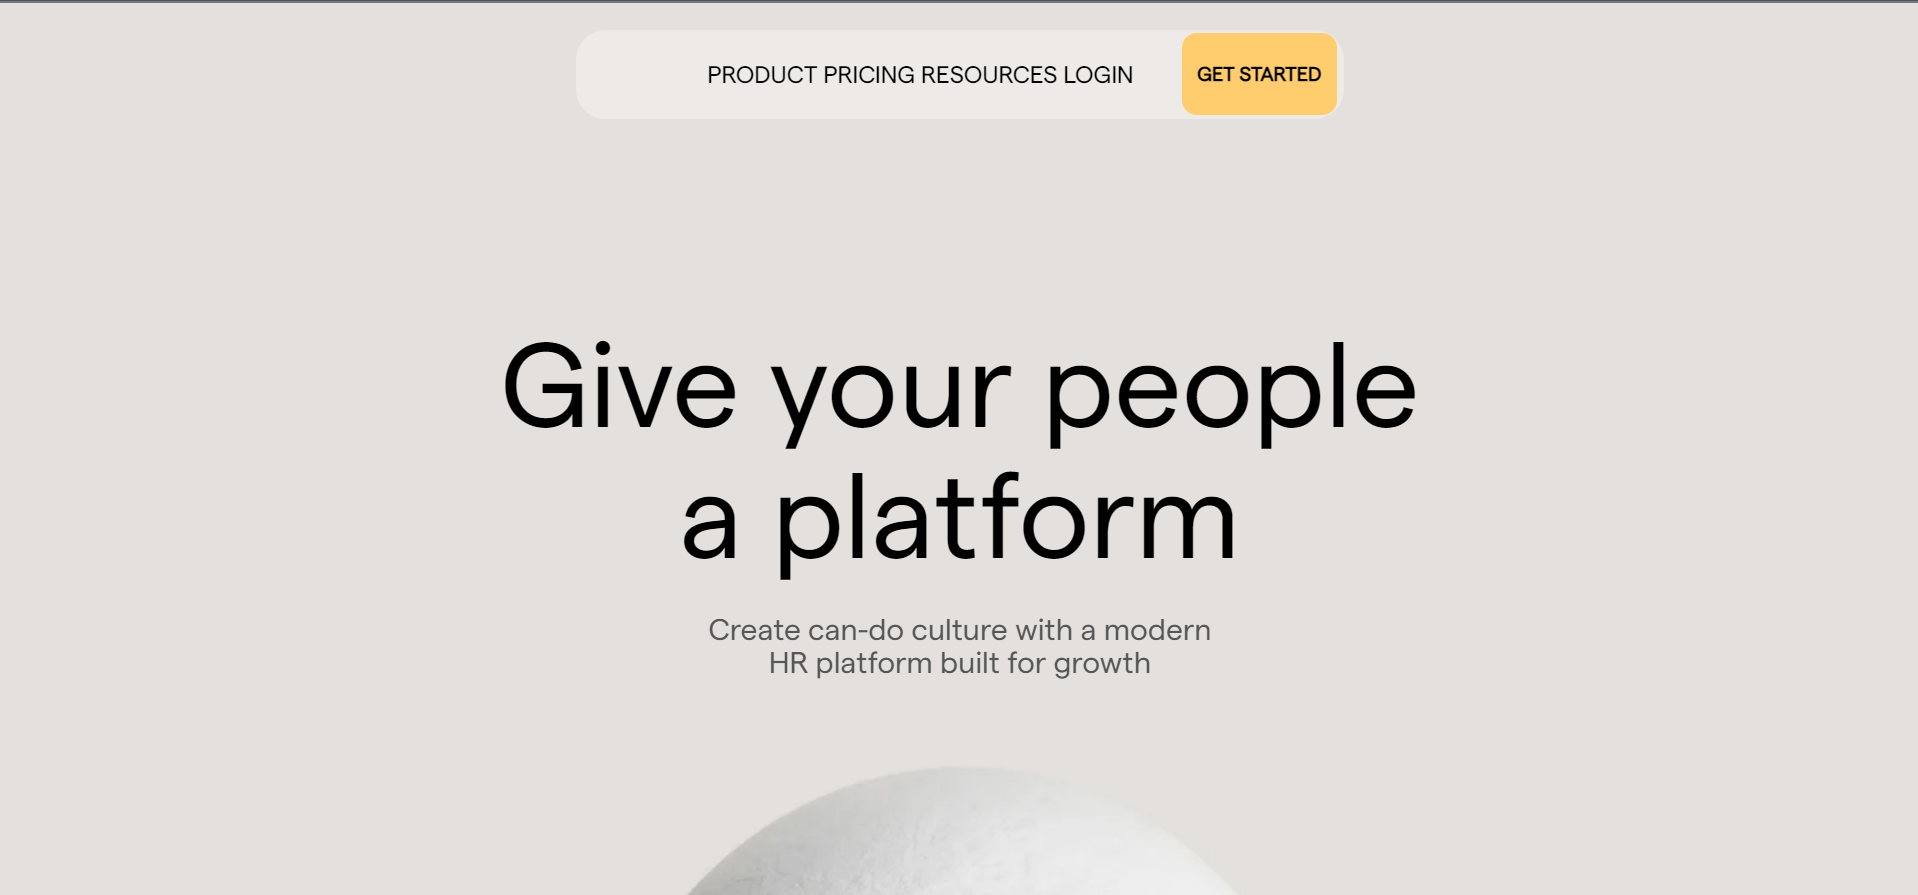 PRODUCT PRICING RESOURCES LOGIN GET STARTED
Give your people
a platform
Create can-do culture with a modern
HR platform built for growth